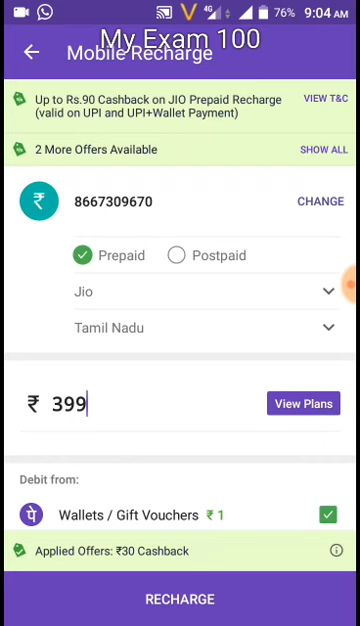 4G 76% 9:04 AM
My Exam 100
Mobile Recharge
Up to Rs.90 Cashback on JIO Prepaid Recharge VIEW T&C
(valid on UPI and UPI+Wallet Payment)
2 More Offers Available SHOW ALL
₹ 8667309670 CHANGE
Prepaid Postpaid
Jio
Tamil Nadu
₹ 399 View Plans
Debit from:
पे Wallets / Gift Vouchers ₹ 1
Applied Offers: ₹30 Cashback
RECHARGE